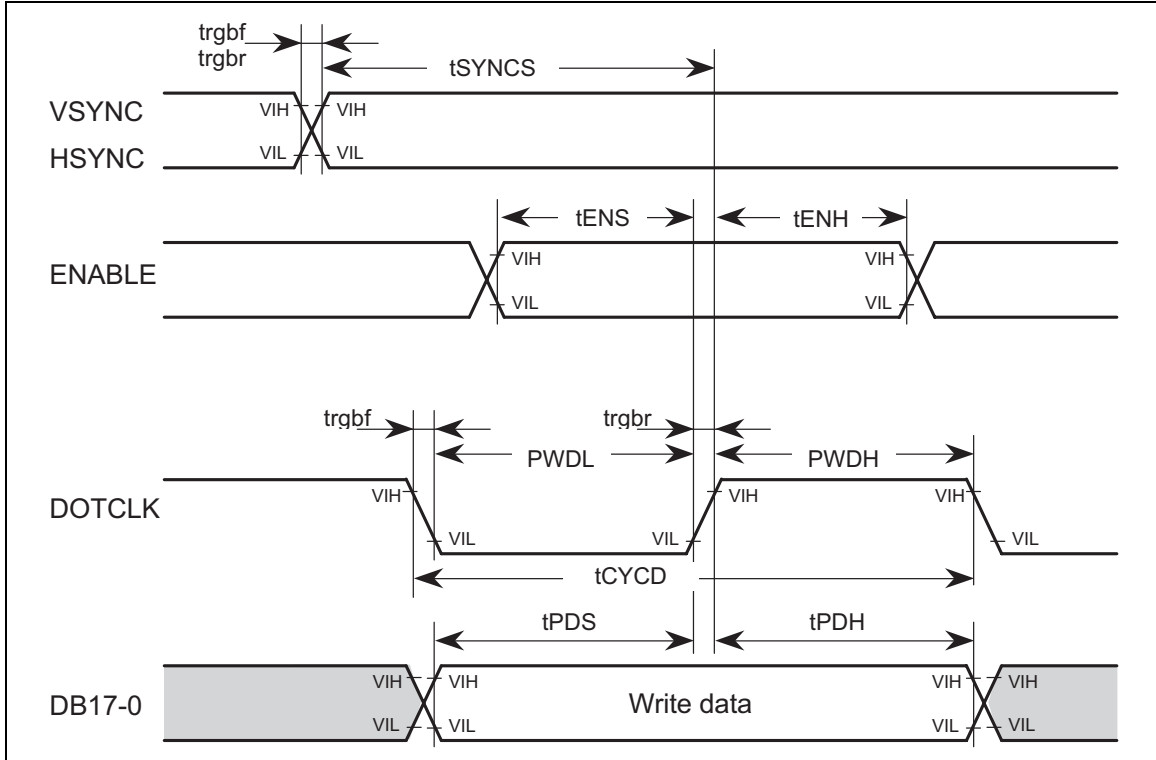 trgbf
trgbr
tSYNCS
VSYNC
VIH VIH
HSYNC
VIL VIL
tENS tENH
ENABLE
VIH VIH
VIL VIL
trgbf trgbr
PWDL PWDH
DOTCLK
VIH VIH VIH
VIL VIL VIL
tCYCD
tPDS tPDH
DB17-0
VIH VIH VIH VIH
Write data
VIL VIL VIL VIL